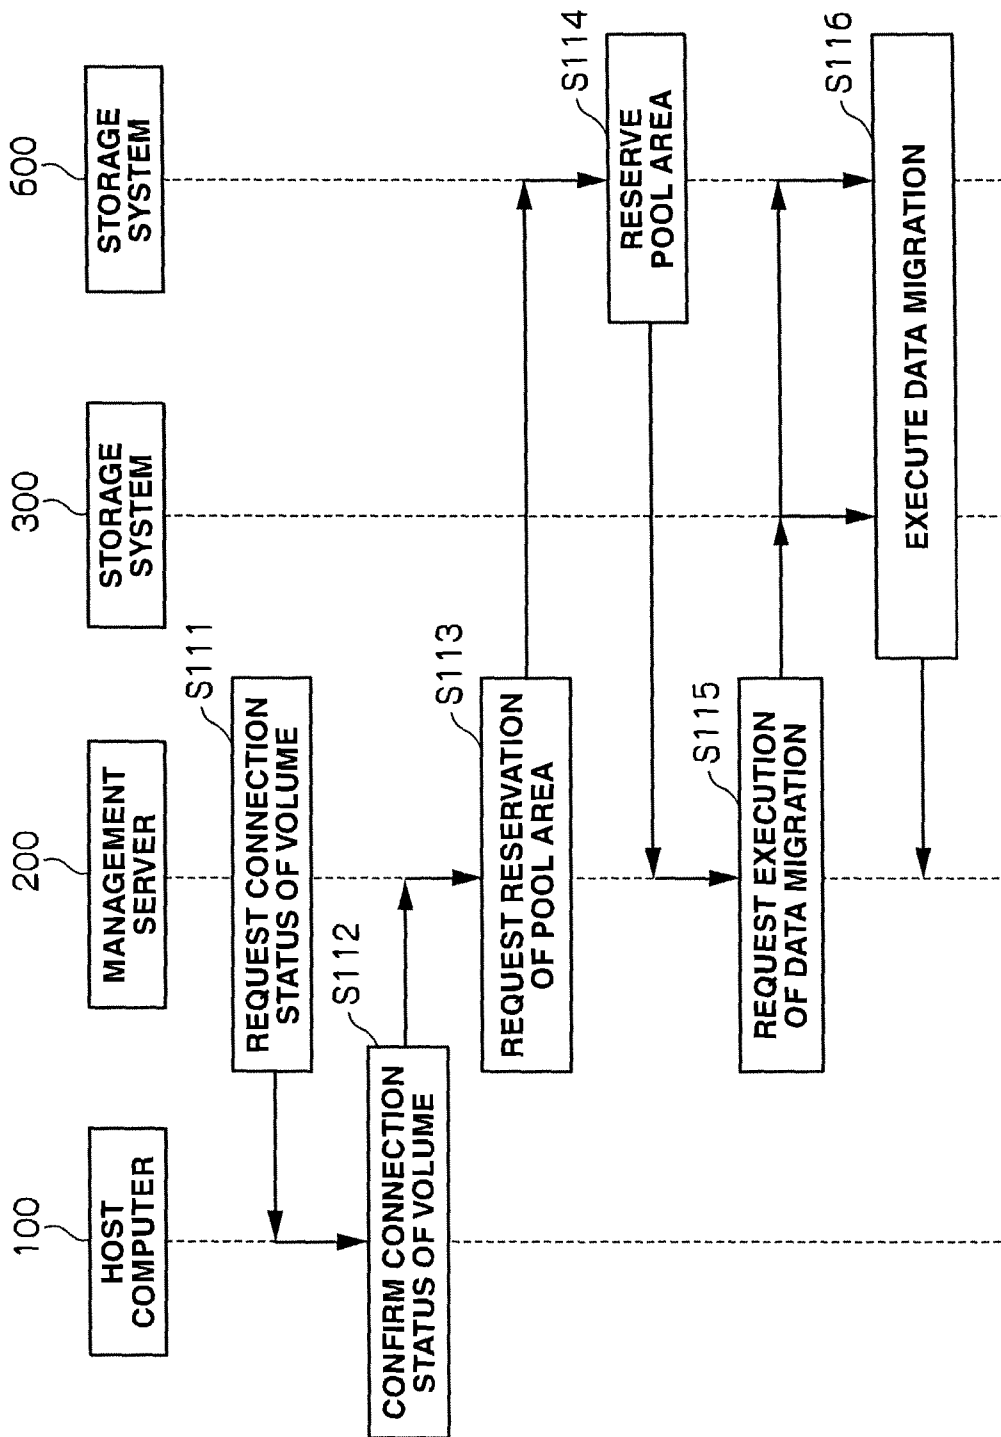 100
HOST
COMPUTER
200
MANAGEMENT
SERVER
300
STORAGE
SYSTEM
600
STORAGE
SYSTEM
S111
REQUEST CONNECTION
STATUS OF VOLUME
S112
CONFIRM CONNECTION
STATUS OF VOLUME
S113
REQUEST RESERVATION
OF POOL AREA
S114
RESERVE
POOL AREA
S115
REQUEST EXECUTION
OF DATA MIGRATION
S116
EXECUTE DATA MIGRATION